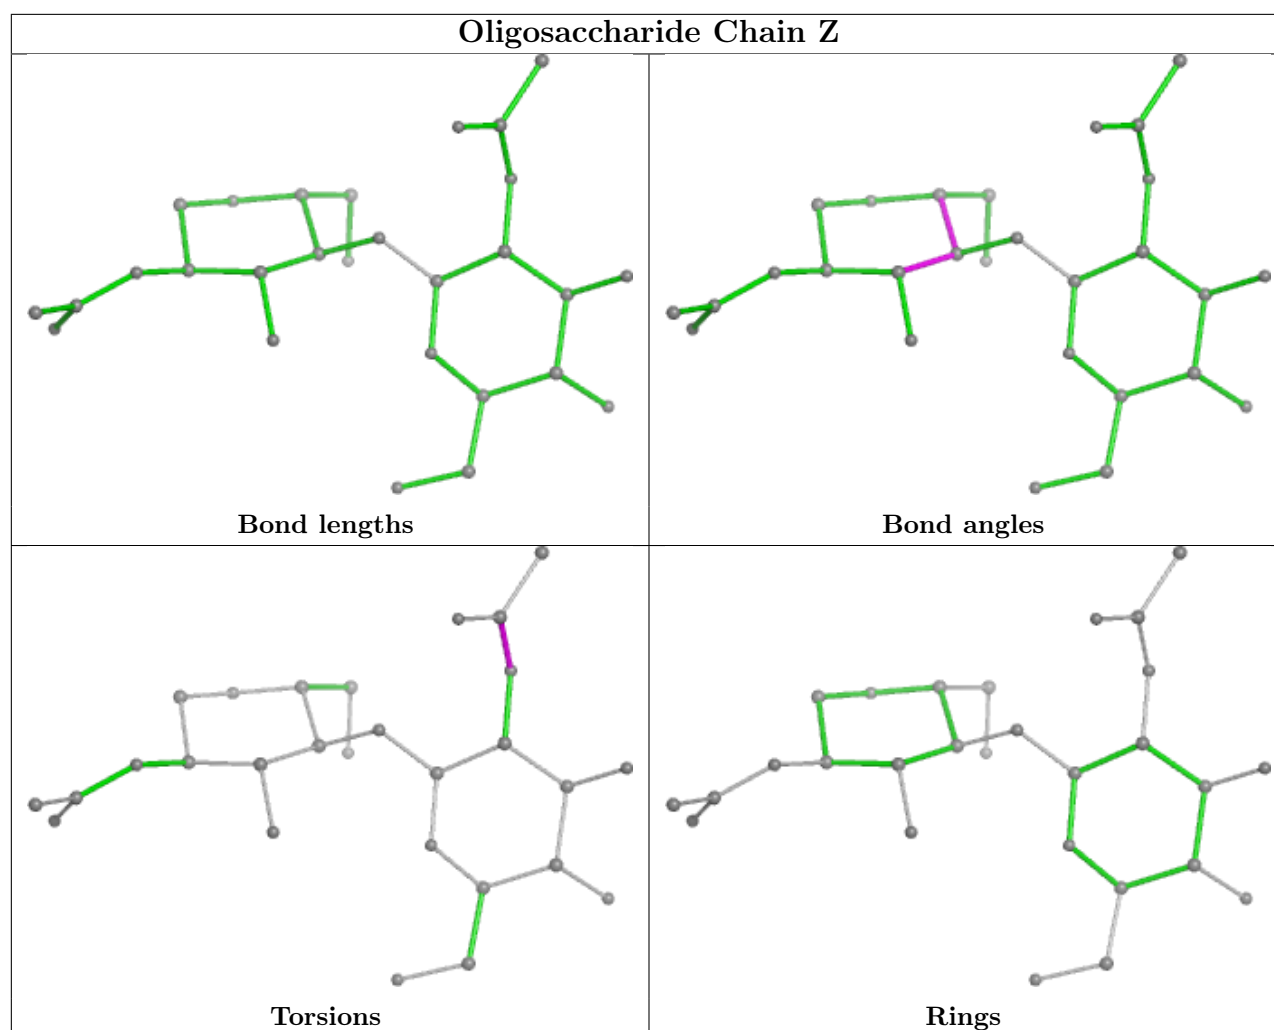 Oligosaccharide Chain Z
Bond lengths
Bond angles
Torsions
Rings